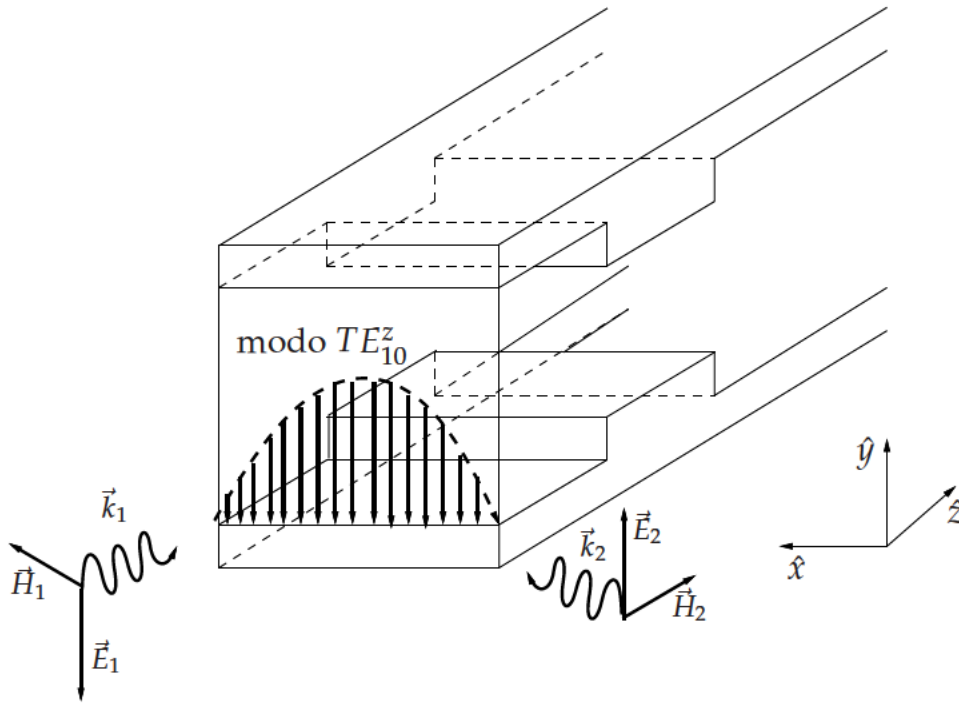 modo $TE_{10}^{z}$
$\vec{k}_1$
$\vec{H}_1$
$\vec{E}_1$
$\vec{k}_2$
$\vec{E}_2$
$\vec{H}_2$
$\hat{y}$
$\hat{z}$
$\hat{x}$